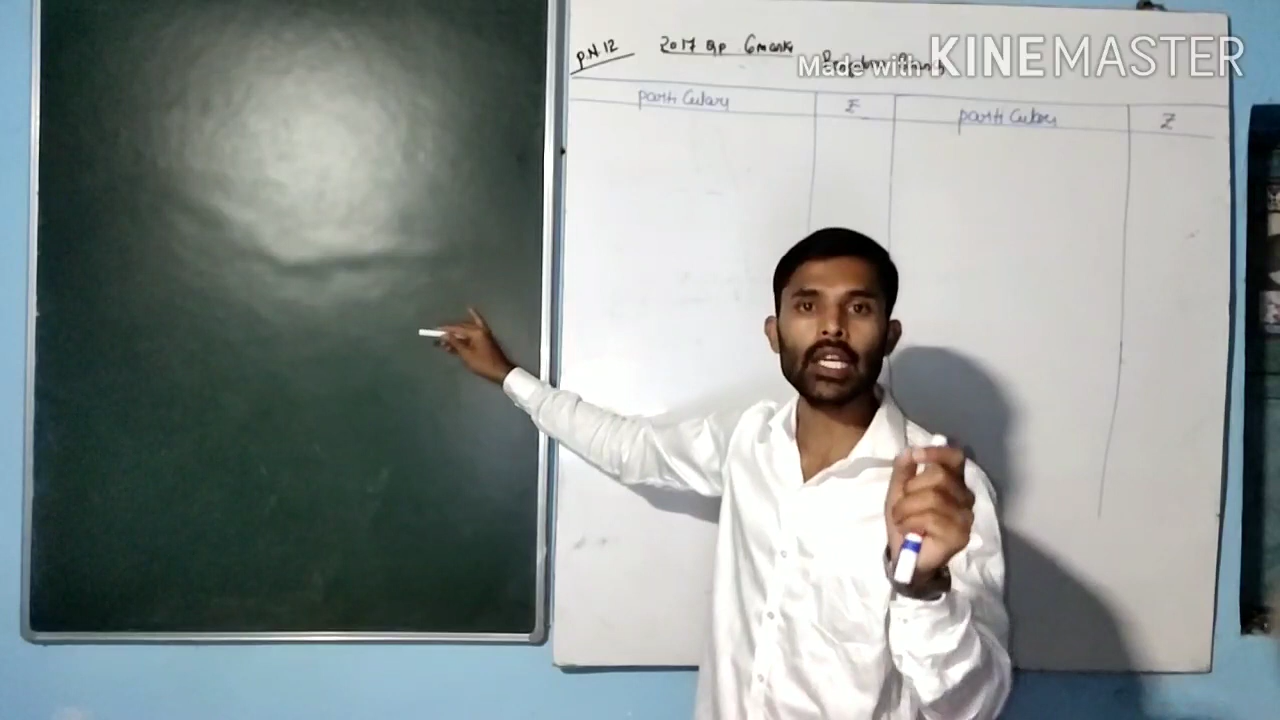 P.N 12
2017 QP 6 marks
Made with KINEMASTER
particulars ₹ particulars ₹